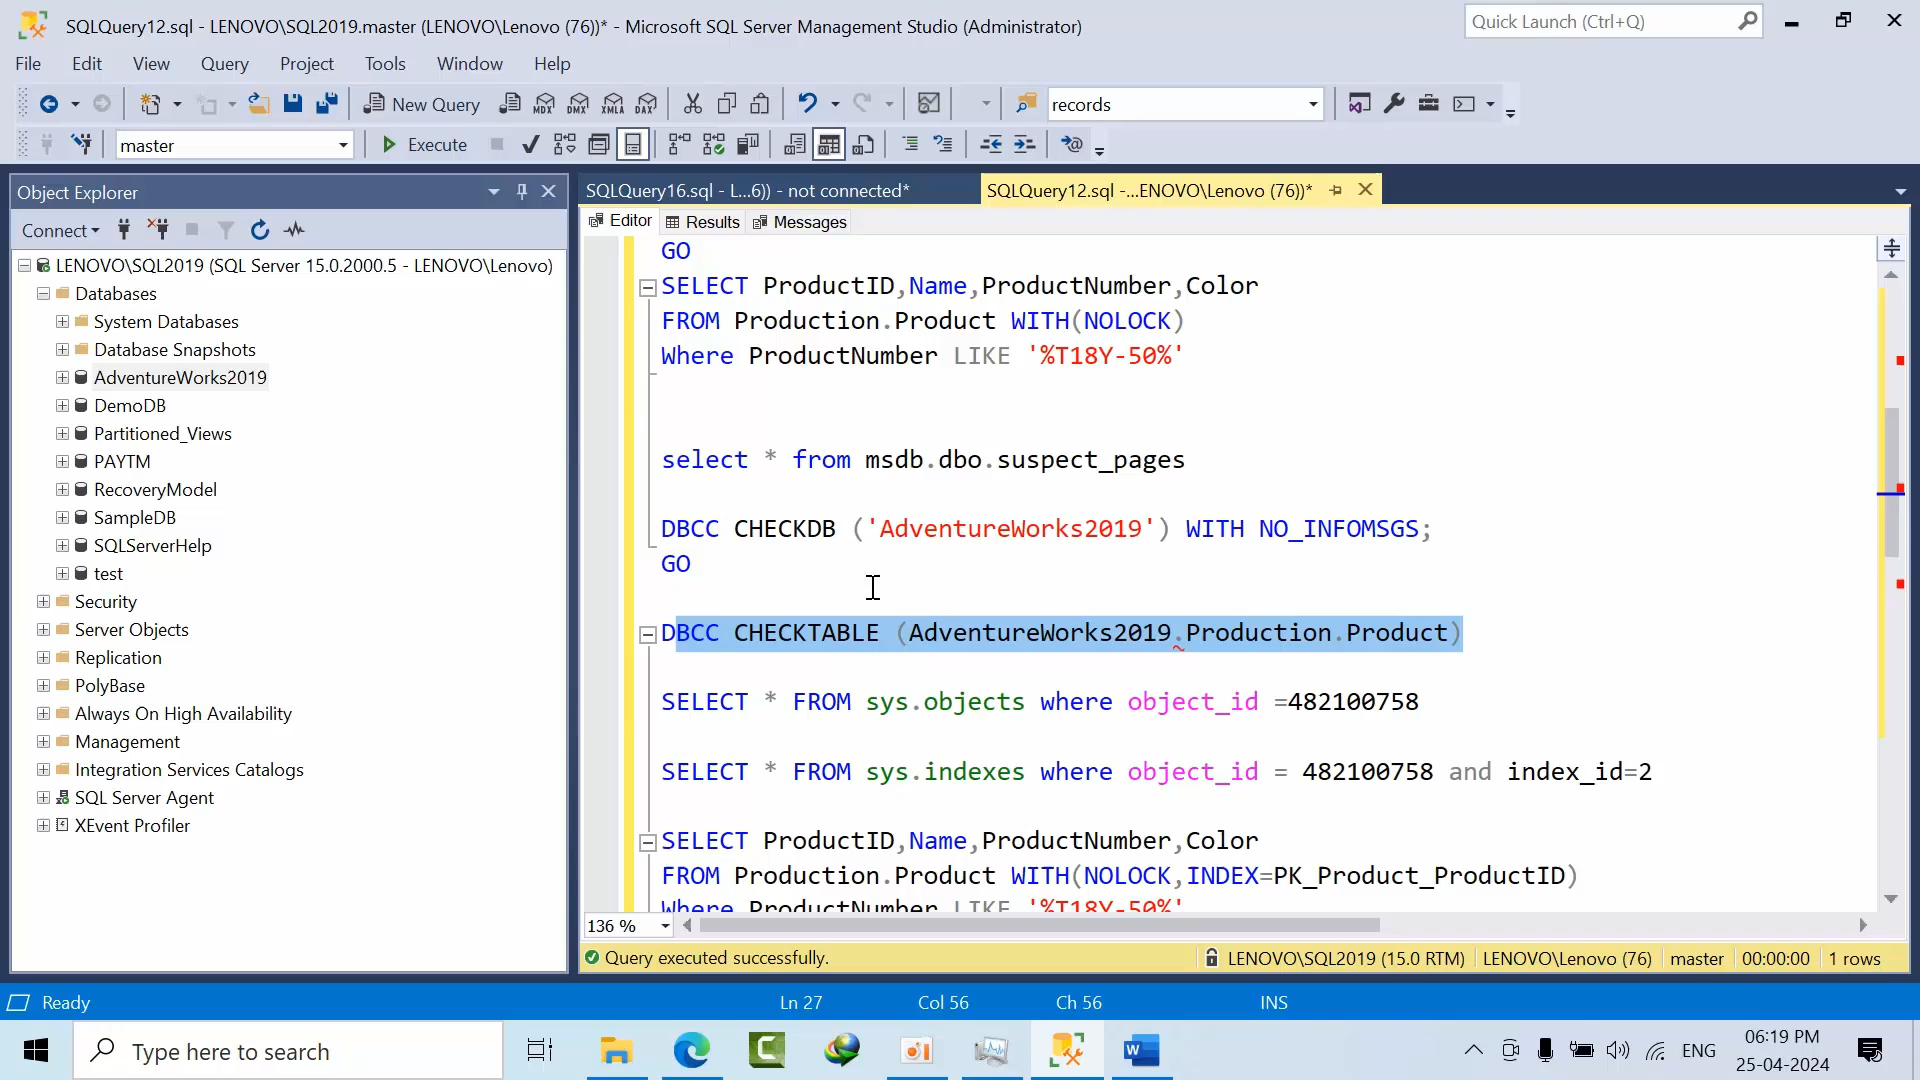 SQLQuery12.sql - LENOVO\SQL2019.master (LENOVO\Lenovo (76))* - Microsoft SQL Server Management Studio (Administrator)
Quick Launch (Ctrl+Q)
File Edit View Query Project Tools Window Help
New Query
MDX DMX XMLA DAX
records
master
Execute
Object Explorer
SQLQuery16.sql - L...6)) - not connected*
SQLQuery12.sql -...ENOVO\Lenovo (76))*
Connect
Editor Results Messages
LENOVO\SQL2019 (SQL Server 15.0.2000.5 - LENOVO\Lenovo)
Databases
System Databases
Database Snapshots
AdventureWorks2019
DemoDB
Partitioned_Views
PAYTM
RecoveryModel
SampleDB
SQLServerHelp
test
Security
Server Objects
Replication
PolyBase
Always On High Availability
Management
Integration Services Catalogs
SQL Server Agent
XEvent Profiler
GO
SELECT ProductID,Name,ProductNumber,Color
FROM Production.Product WITH(NOLOCK)
Where ProductNumber LIKE '%T18Y-50%'
select * from msdb.dbo.suspect_pages
DBCC CHECKDB ('AdventureWorks2019') WITH NO_INFOMSGS;
GO
DBCC CHECKTABLE (AdventureWorks2019.Production.Product)
SELECT * FROM sys.objects where object_id =482100758
SELECT * FROM sys.indexes where object_id = 482100758 and index_id=2
SELECT ProductID,Name,ProductNumber,Color
FROM Production.Product WITH(NOLOCK,INDEX=PK_Product_ProductID)
Where ProductNumber LIKE '%T18Y-50%'
136 %
Query executed successfully.
LENOVO\SQL2019 (15.0 RTM) LENOVO\Lenovo (76) master 00:00:00 1 rows
Ready
Ln 27 Col 56 Ch 56 INS
Type here to search
ENG
06:19 PM
25-04-2024